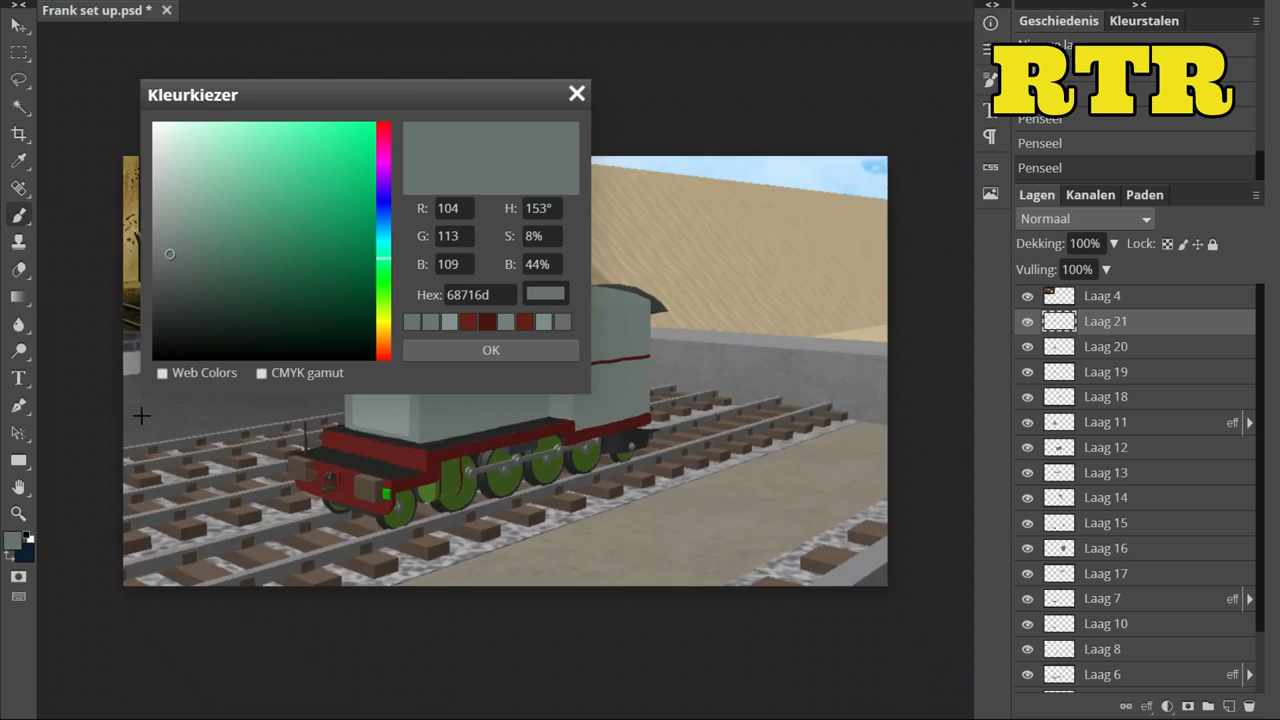 Frank set up.psd *
Geschiedenis Kleurstalen
RTR
Kleurkiezer
Penseel
Penseel
Penseel
CSS
Lagen Kanalen Paden
R: 104 H: 153°
Normaal
G: 113 S: 8%
Dekking: 100% Lock:
B: 109 B: 44%
Vulling: 100%
Hex: 68716d
Laag 4
Laag 21
OK
Laag 20
Web Colors CMYK gamut
Laag 19
Laag 18
Laag 11 eff
Laag 12
Laag 13
Laag 14
Laag 15
Laag 16
Laag 17
Laag 7 eff
Laag 10
Laag 8
Laag 6 eff
eff